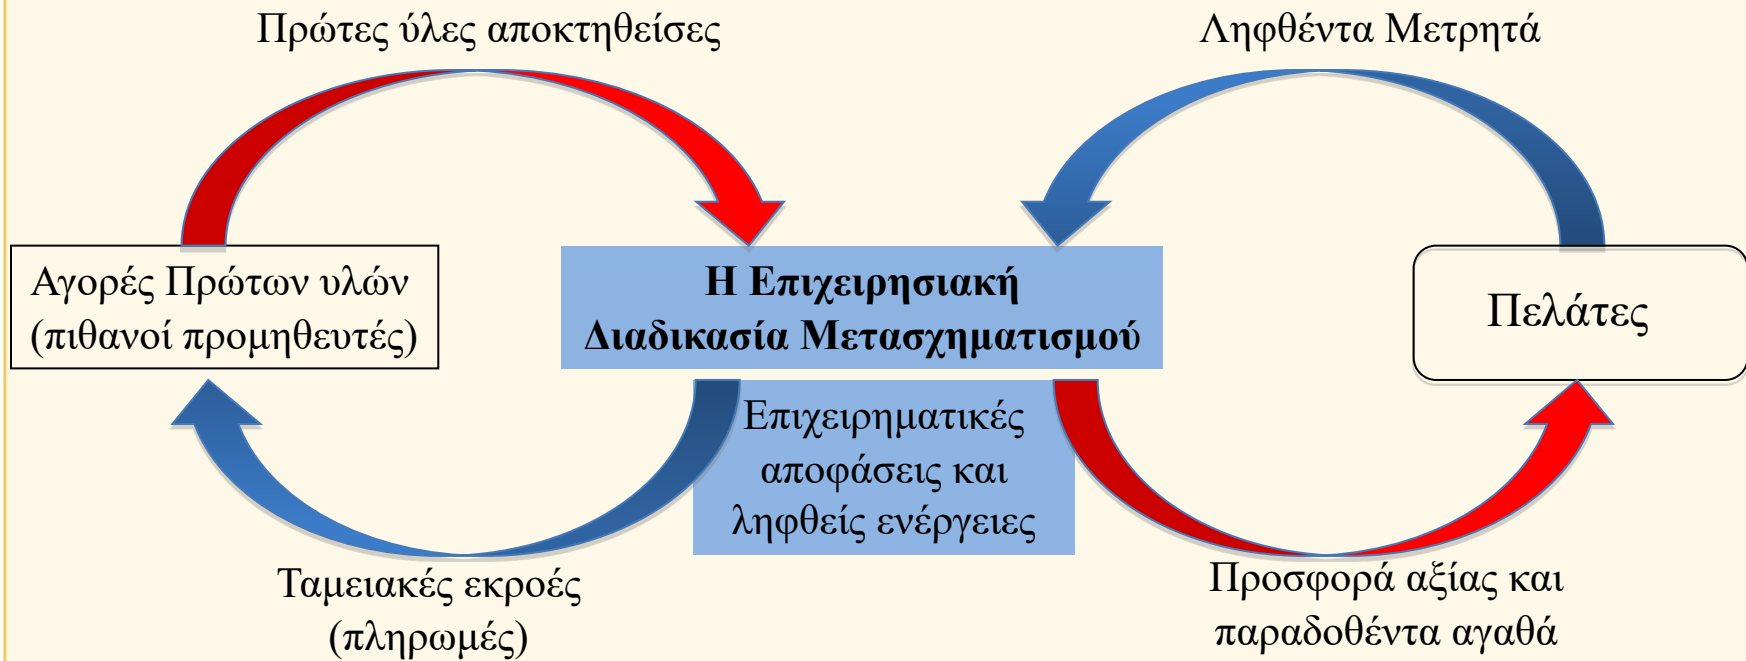 Πρώτες ύλες αποκτηθείσες
Ληφθέντα Μετρητά
Αγορές Πρώτων υλών
(πιθανοί προμηθευτές)
Η Επιχειρησιακή
Διαδικασία Μετασχηματισμού
Πελάτες
Επιχειρηματικές
αποφάσεις και
ληφθείς ενέργειες
Ταμειακές εκροές
(πληρωμές)
Προσφορά αξίας και
παραδοθέντα αγαθά